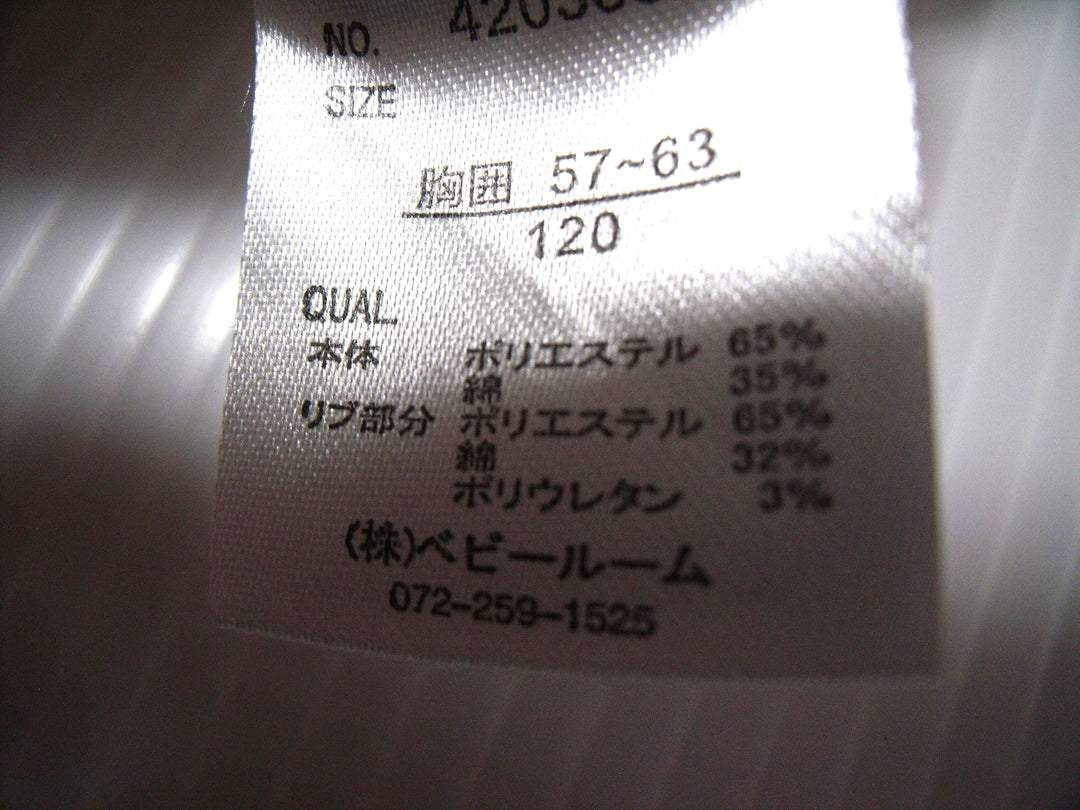 NO. 42038
SIZE
胸囲 57~63
120
QUAL.
本体 ポリエステル 65%
綿 35%
リブ部分 ポリエステル 65%
綿 32%
ポリウレタン 3%
(株)ベビールーム
072-259-1525